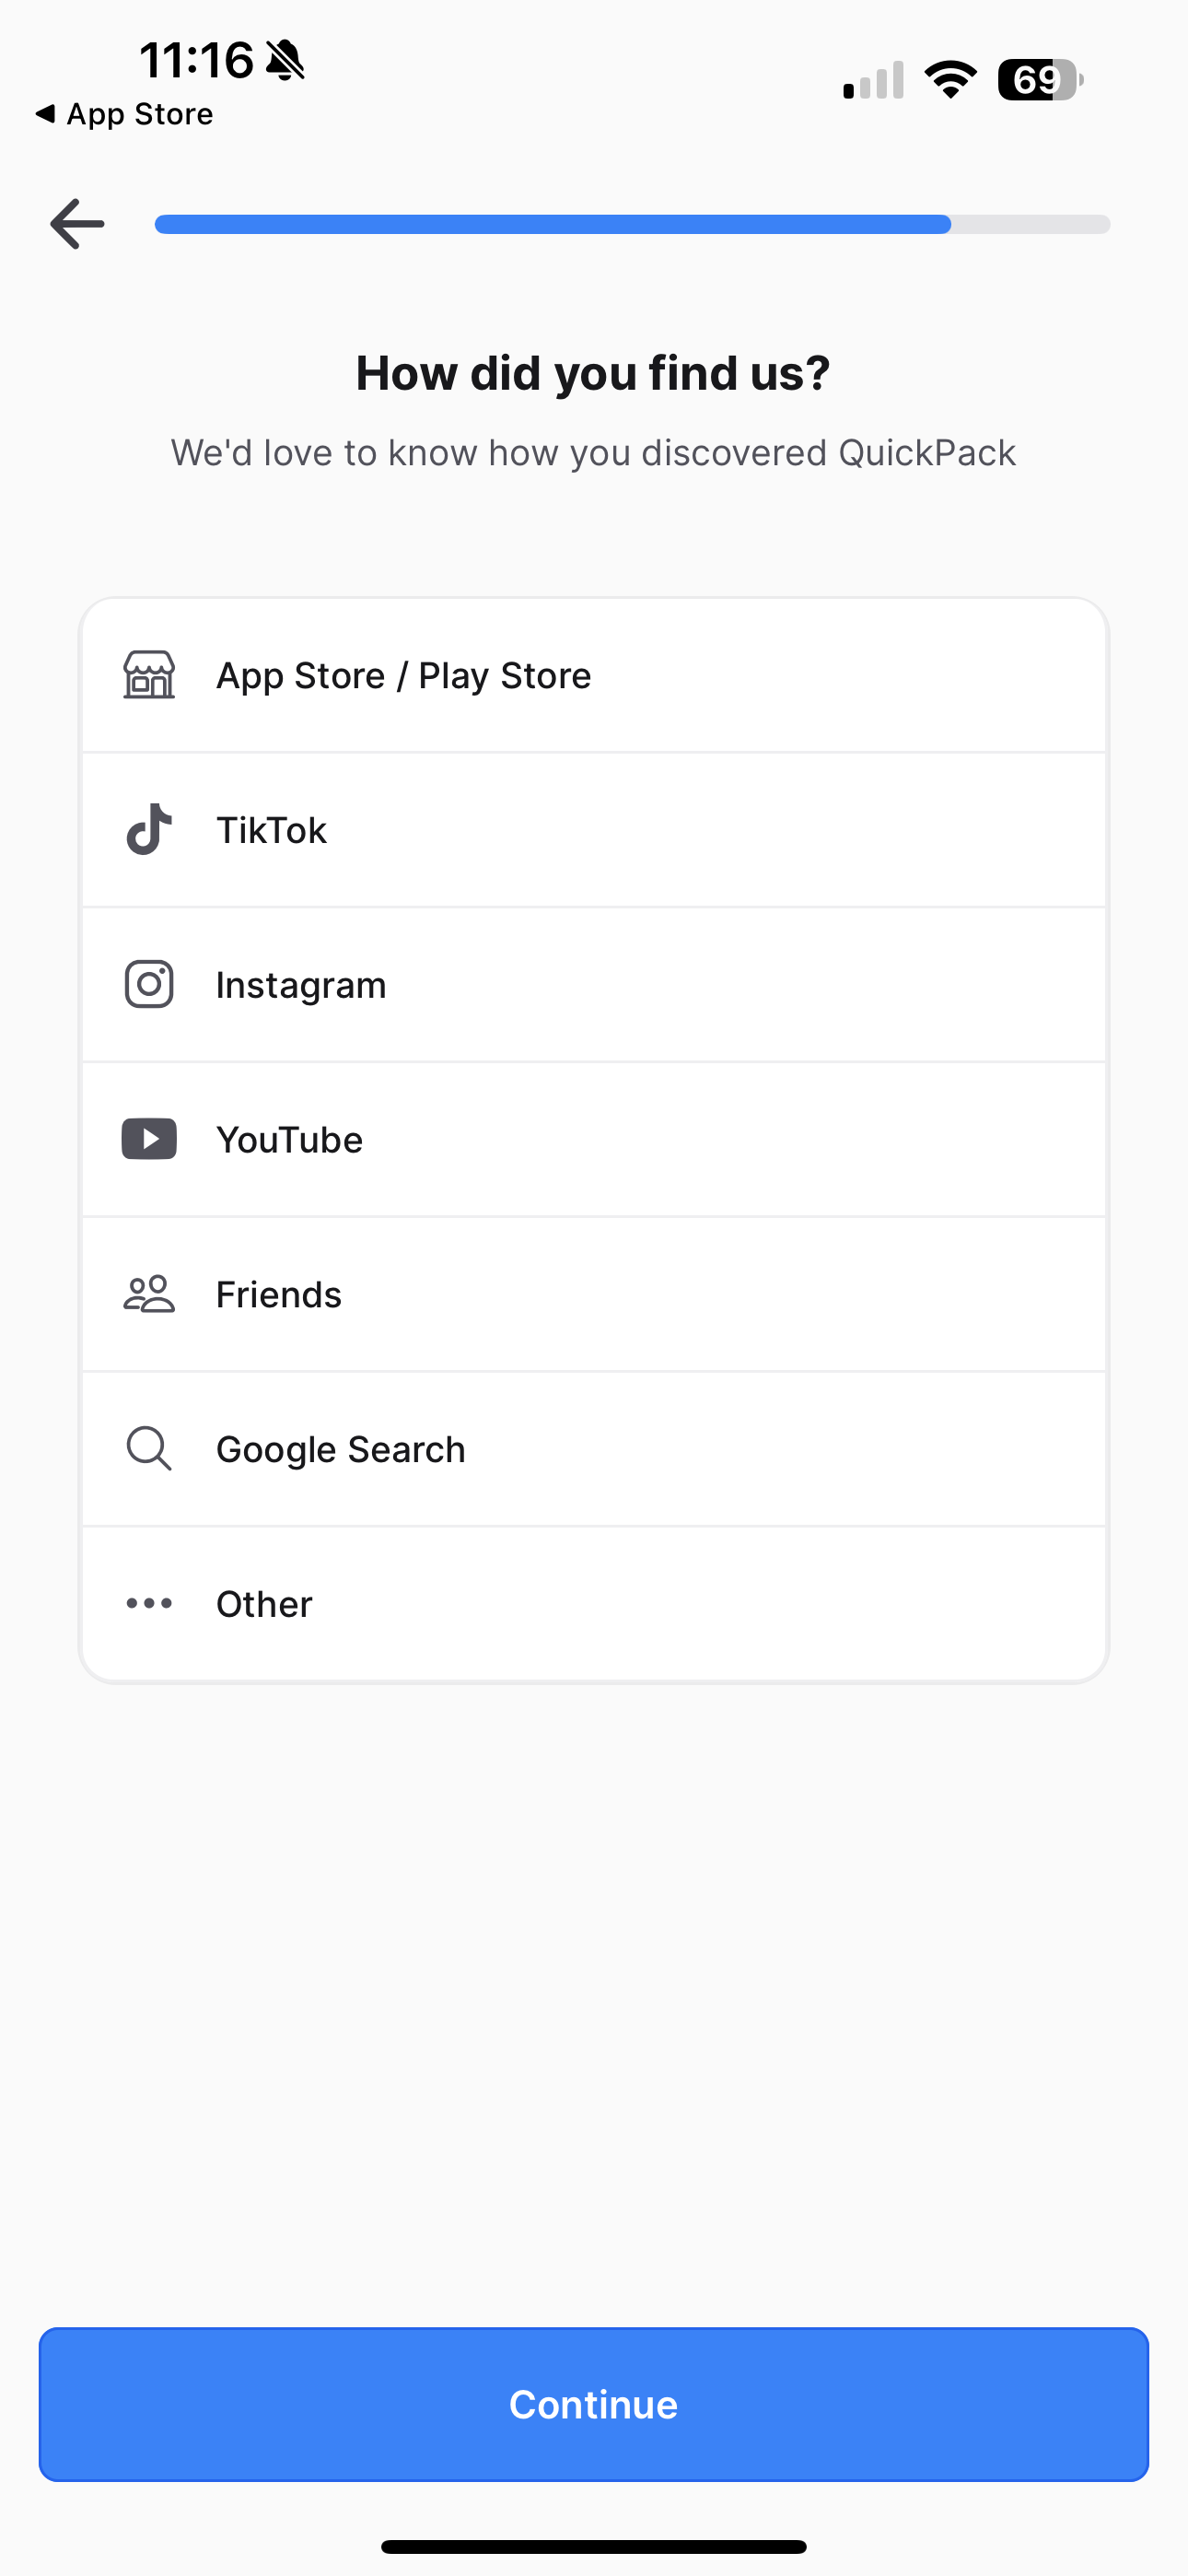 11:16
69
App Store
How did you find us?
We'd love to know how you discovered QuickPack
App Store / Play Store
TikTok
Instagram
YouTube
Friends
Google Search
Other
Continue